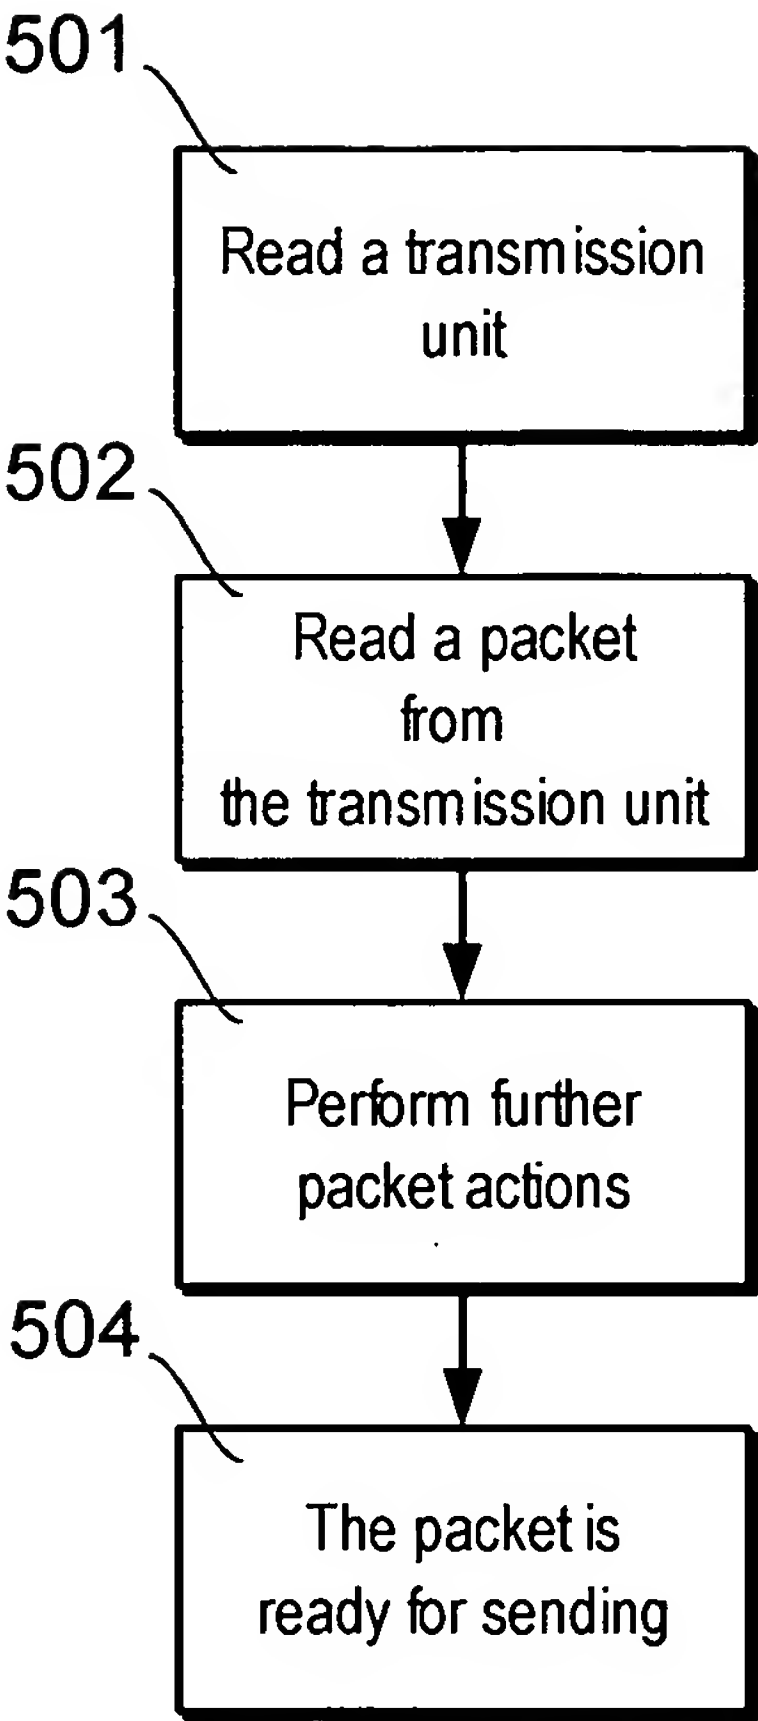 501
Read a transmission
unit
502
Read a packet
from
the transmission unit
503
Perform further
packet actions
504
The packet is
ready for sending